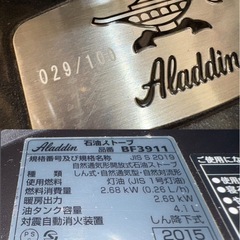 029/100
Aladdin
Aladdin 石油ストーブ
品番 BF3911
規格番号及び規格名称 JIS S 2019
自然通気形開放式石油ストーブ
種類 しん式・自然通気型・自然対流形
使用燃料 灯油 (JIS 1号灯油)
燃料消費量 2.68 kW (0.26 L/h)
暖房出力 2.68 kW
油タンク容量 4.1 L
対震自動消火装置 しん降下式
2015
PS